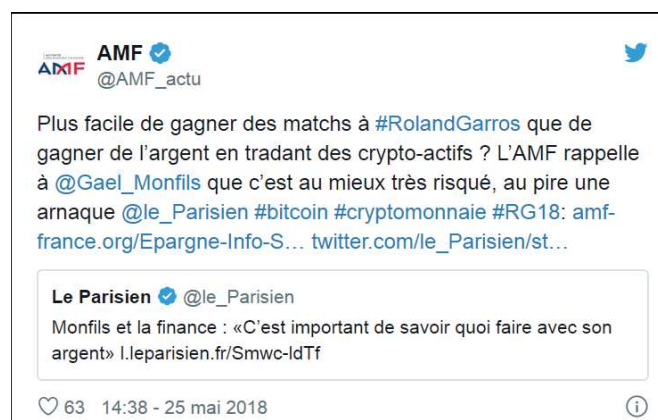 AMF
AMF
@AMF_actu
Plus facile de gagner des matchs à #RolandGarros que de
gagner de l'argent en tradant des crypto-actifs ? L'AMF rappelle
à @Gael_Monfils que c'est au mieux très risqué, au pire une
arnaque @le_Parisien #bitcoin #cryptomonnaie #RG18: amf-
france.org/Epargne-Info-S… twitter.com/le_Parisien/st…
Le Parisien @le_Parisien
Monfils et la finance : «C'est important de savoir quoi faire avec son
argent» l.leparisien.fr/Smwc-ldTf
63 14:38 - 25 mai 2018